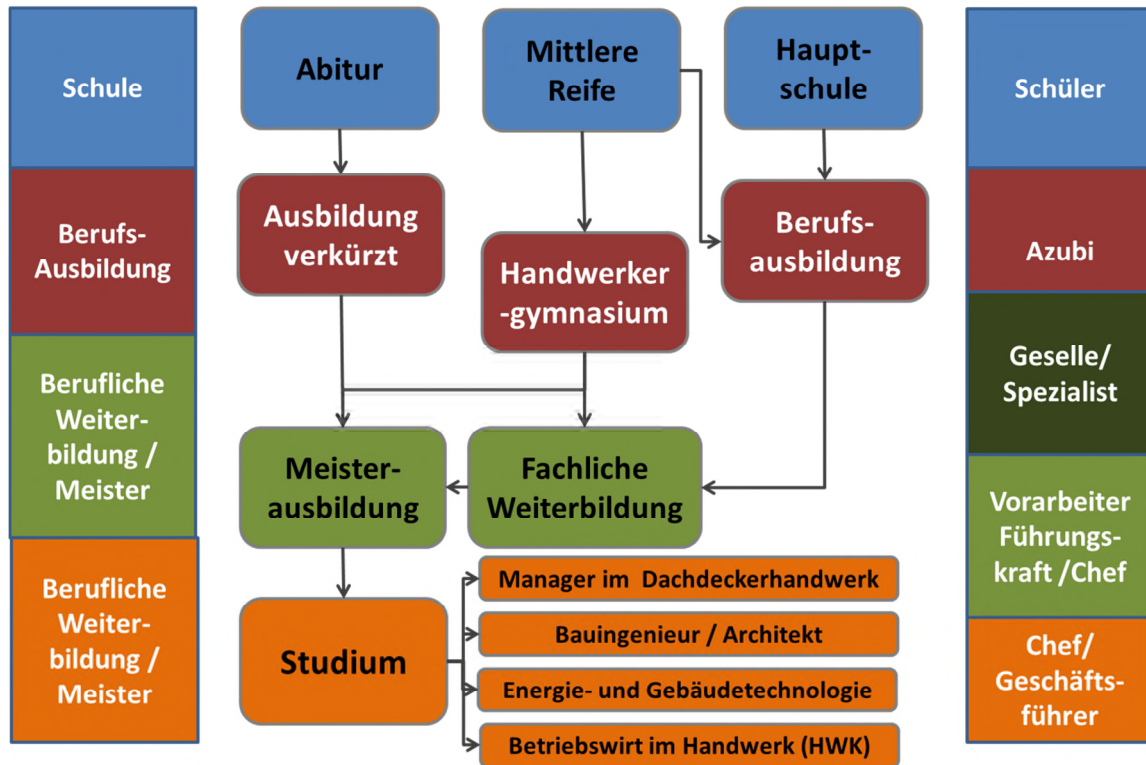 Schule
Berufs-
Ausbildung
Berufliche
Weiter-
bildung /
Meister
Berufliche
Weiter-
bildung /
Meister
Abitur
Mittlere
Reife
Haupt-
schule
Ausbildung
verkürzt
Handwerker
-gymnasium
Berufs-
ausbildung
Meister-
ausbildung
Fachliche
Weiterbildung
Studium
Manager im Dachdeckerhandwerk
Bauingenieur / Architekt
Energie- und Gebäudetechnologie
Betriebswirt im Handwerk (HWK)
Schüler
Azubi
Geselle/
Spezialist
Vorarbeiter
Führungs-
kraft /Chef
Chef/
Geschäfts-
führer